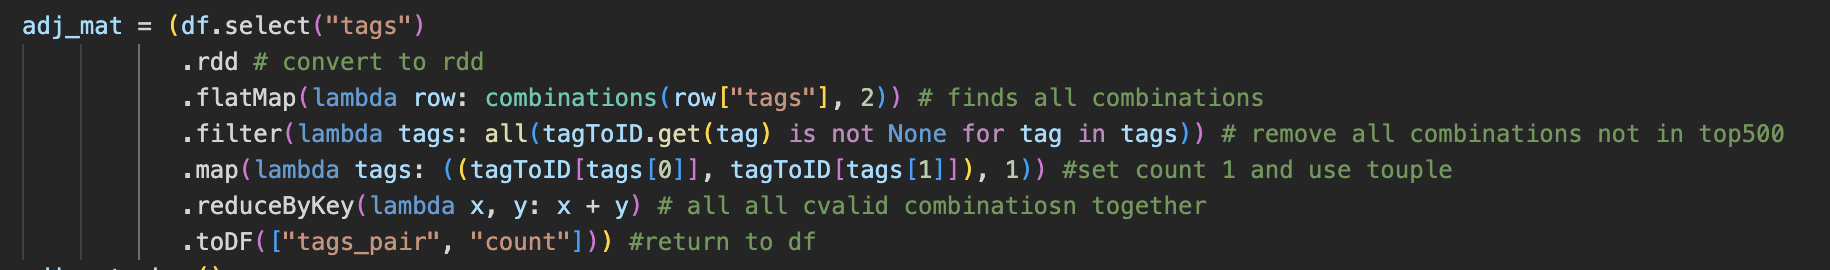 adj_mat = (df.select("tags")
.rdd # convert to rdd
.flatMap(lambda row: combinations(row["tags"], 2)) # finds all combinations
.filter(lambda tags: all(tagToID.get(tag) is not None for tag in tags)) # remove all combinations not in top500
.map(lambda tags: ((tagToID[tags[0]], tagToID[tags[1]]), 1)) #set count 1 and use touple
.reduceByKey(lambda x, y: x + y) # all all cvalid combinatiosn together
.toDF(["tags_pair", "count"])) #return to df